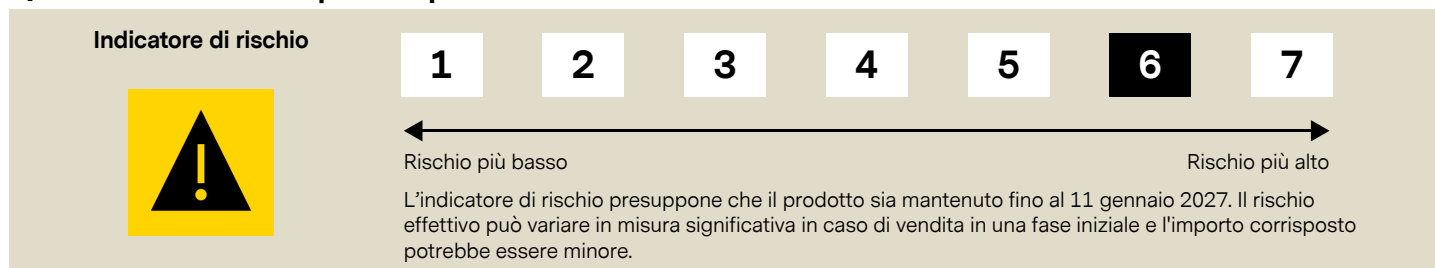 Indicatore di rischio
1 2 3 4 5 6 7
!
Rischio più basso Rischio più alto
L'indicatore di rischio presuppone che il prodotto sia mantenuto fino al 11 gennaio 2027. Il rischio
effettivo può variare in misura significativa in caso di vendita in una fase iniziale e l'importo corrisposto
potrebbe essere minore.